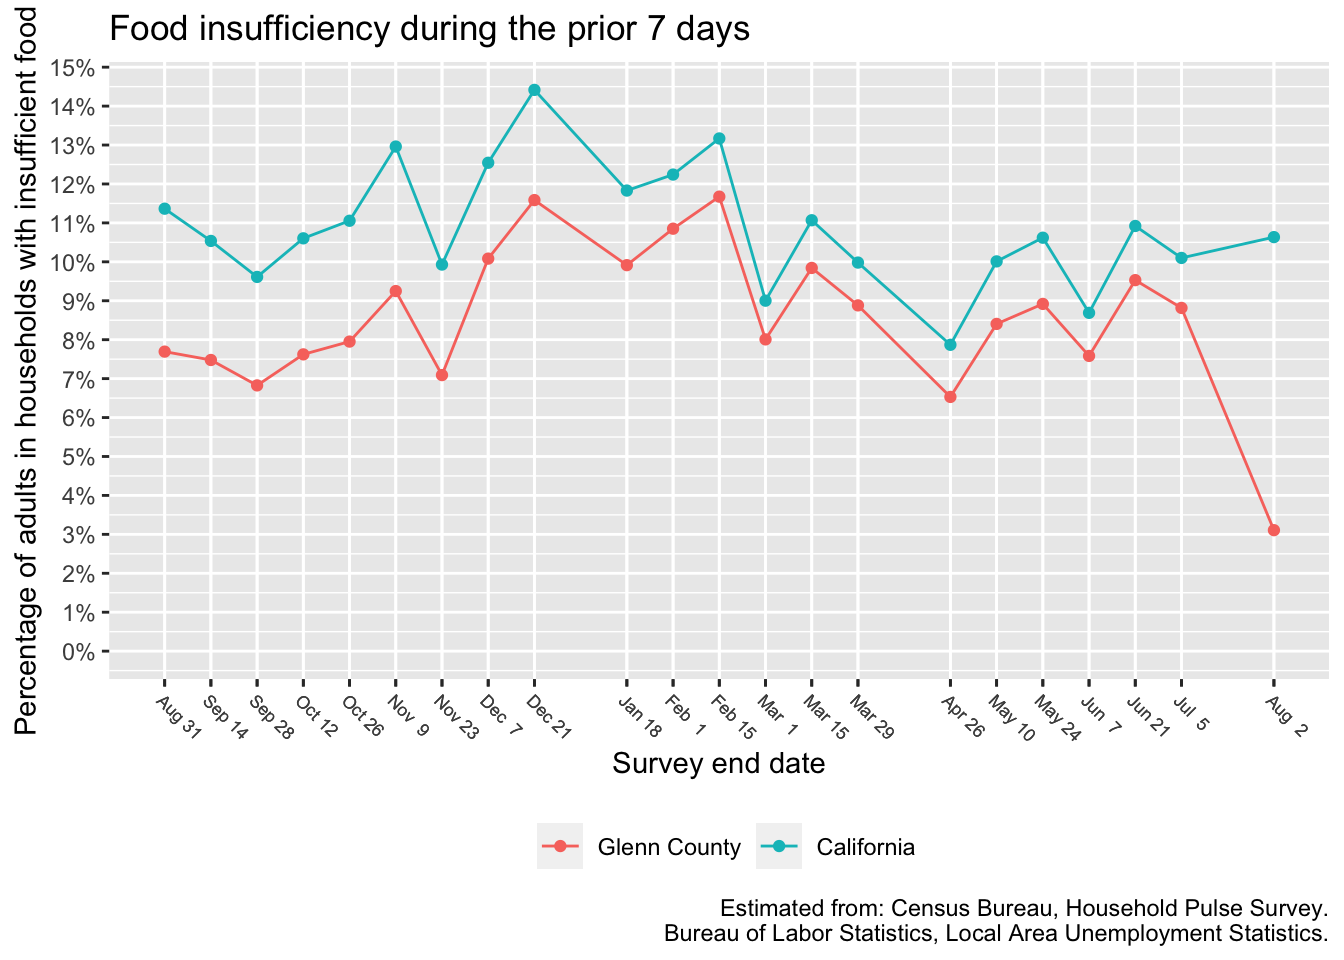 Food insufficiency during the prior 7 days
Percentage of adults in households with insufficient food
15%
14%
13%
12%
11%
10%
9%
8%
7%
6%
5%
4%
3%
2%
1%
0%
Aug 31
Sep 14
Sep 28
Oct 12
Oct 26
Nov 9
Nov 23
Dec 7
Dec 21
Jan 18
Feb 1
Feb 15
Mar 1
Mar 15
Mar 29
Apr 26
May 10
May 24
Jun 7
Jun 21
Jul 5
Aug 2
Survey end date
Glenn County
California
Estimated from: Census Bureau, Household Pulse Survey.
Bureau of Labor Statistics, Local Area Unemployment Statistics.